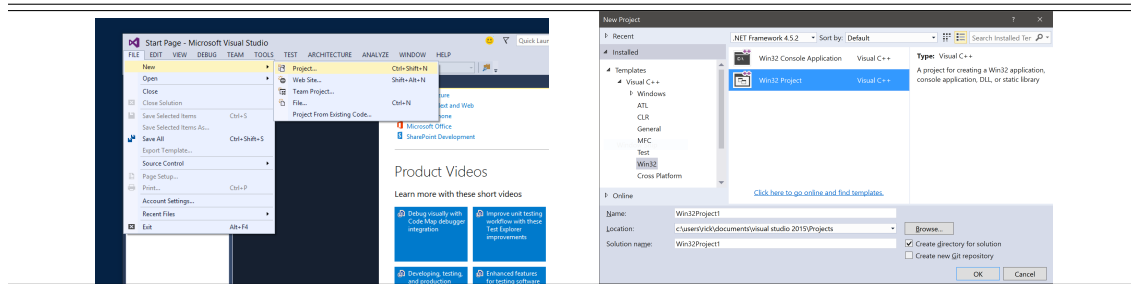 Start Page - Microsoft Visual Studio
Quick Laun
FILE EDIT VIEW DEBUG TEAM TOOLS TEST ARCHITECTURE ANALYZE WINDOW HELP
New
Open
Close
Close Solution
Save Selected Items Ctrl+S
Save Selected Items As...
Save All Ctrl+Shift+S
Export Template...
Source Control
Page Setup...
Print... Ctrl+P
Account Settings...
Recent Files
Exit Alt+F4
Project... Ctrl+Shift+N
Web Site... Shift+Alt+N
Team Project...
File... Ctrl+N
Project From Existing Code...
ure
ext and Web
one
Microsoft Office
SharePoint Development
Product Videos
Learn more with these short videos
Debug visually with
Code Map debugger
integration
Improve unit testing
workflow with these
Test Explorer
improvements
Developing, testing,
and production
Enhanced features
for testing software
New Project ? ×
Recent
.NET Framework 4.5.2 Sort by: Default
Search Installed Ter
Installed
Templates
Visual C++
Windows
ATL
CLR
General
MFC
Test
Win32
Cross Platform
Online
Win32 Console Application Visual C++
Win32 Project Visual C++
Click here to go online and find templates.
Type: Visual C++
A project for creating a Win32 application,
console application, DLL, or static library
Name: Win32Project1
Location: c:\users\rick\documents\visual studio 2015\Projects
Browse...
Solution name: Win32Project1
Create directory for solution
Create new Git repository
OK Cancel